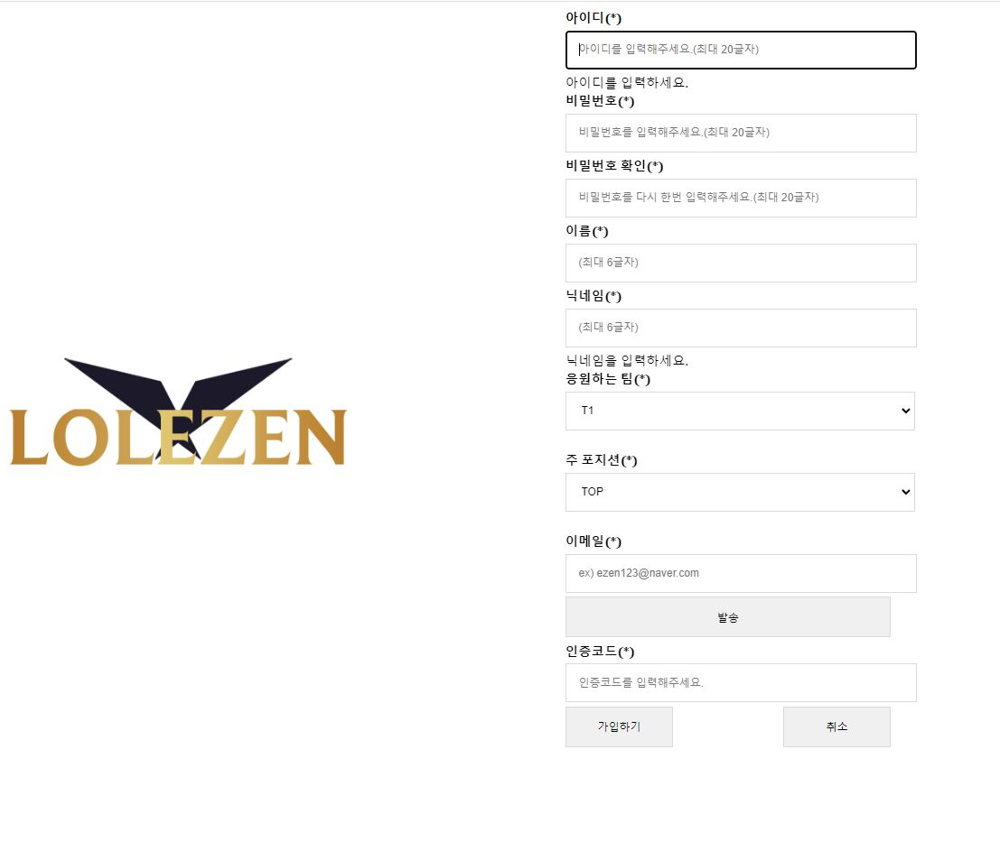 아이디(*)
아이디를 입력해주세요.(최대 20글자)
아이디를 입력하세요.
비밀번호(*)
비밀번호를 입력해주세요.(최대 20글자)
비밀번호 확인(*)
비밀번호를 다시 한번 입력해주세요.(최대 20글자)
이름(*)
(최대 6글자)
닉네임(*)
(최대 6글자)
닉네임을 입력하세요.
응원하는 팀(*)
T1
LOLEZEN
주 포지션(*)
TOP
이메일(*)
ex) ezen123@naver.com
발송
인증코드(*)
인증코드를 입력해주세요.
가입하기 취소